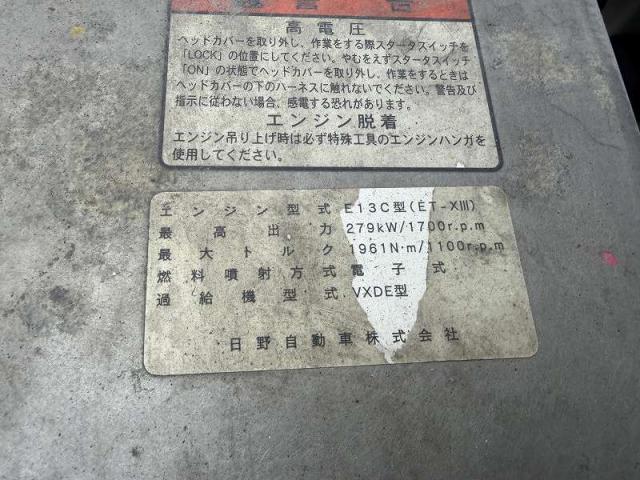 警告
高電圧
ヘッドカバーを取り外し、作業をする際スタータスイッチを
「LOCK」の位置にしてください。やむをえずスタータスイッチ
「ON」の状態でヘッドカバーを取り外し、作業をするときは
ヘッドカバーの下のハーネスに触れないでください。警告及び
指示に従わない場合、感電する恐れがあります。
エンジン脱着
エンジン吊り上げ時は必ず特殊工具のエンジンハンガを
使用してください。
エンジン型式 E13C型(ET-XIII)
最高出力 279kW/1700r.p.m
最大トルク 1961N·m/1100r.p.m
燃料噴射方式 電子式
過給機型式 VXDE型
日野自動車株式会社